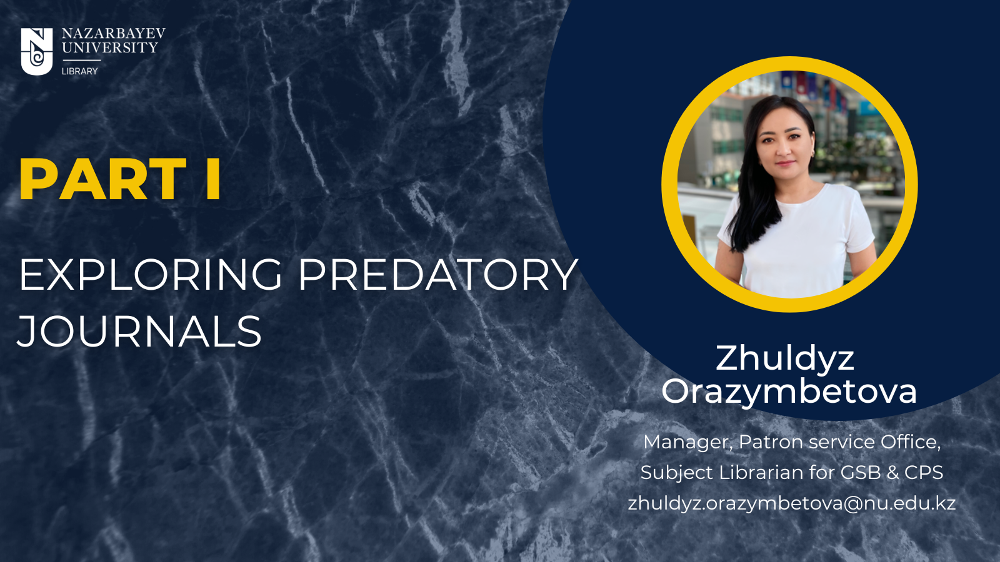 NAZARBAYEV
UNIVERSITY
LIBRARY
PART I
EXPLORING PREDATORY
JOURNALS
Zhuldyz
Orazymbetova
Manager, Patron service Office,
Subject Librarian for GSB & CPS
zhuldyz.orazymbetova@nu.edu.kz